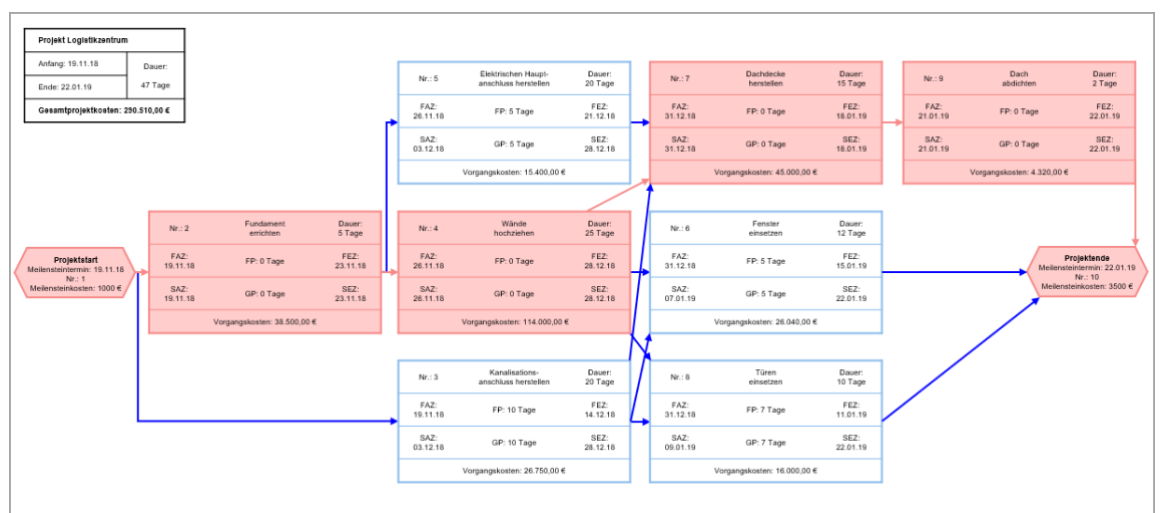 Projekt Logistikzentrum
Anfang: 19.11.18
Dauer:
47 Tage
Ende: 22.01.19
Gesamtprojektkosten: 290.510,00 €
Nr.: 5
Elektrischen Haupt-
anschluss herstellen
Dauer:
20 Tage
FAZ:
26.11.18
FP: 5 Tage
FEZ:
21.12.18
SAZ:
03.12.18
GP: 5 Tage
SEZ:
28.12.18
Vorgangskosten: 15.400,00 €
Nr.: 7
Dachdecke
herstellen
Dauer:
15 Tage
FAZ:
31.12.18
FP: 0 Tage
FEZ:
18.01.19
SAZ:
31.12.18
GP: 0 Tage
SEZ:
18.01.19
Vorgangskosten: 45.000,00 €
Nr.: 9
Dach
abdichten
Dauer:
2 Tage
FAZ:
21.01.19
FP: 0 Tage
FEZ:
22.01.19
SAZ:
21.01.19
GP: 0 Tage
SEZ:
22.01.19
Vorgangskosten: 4.320,00 €
Projektstart
Meilensteintermin: 19.11.18
Nr.: 1
Meilensteinkosten: 1000 €
Nr.: 2
Fundament
errichten
Dauer:
5 Tage
FAZ:
19.11.18
FP: 0 Tage
FEZ:
23.11.18
SAZ:
19.11.18
GP: 0 Tage
SEZ:
23.11.18
Vorgangskosten: 38.500,00 €
Nr.: 4
Wände
hochziehen
Dauer:
25 Tage
FAZ:
26.11.18
FP: 0 Tage
FEZ:
28.12.18
SAZ:
26.11.18
GP: 0 Tage
SEZ:
28.12.18
Vorgangskosten: 114.000,00 €
Nr.: 6
Fenster
einsetzen
Dauer:
12 Tage
FAZ:
31.12.18
FP: 5 Tage
FEZ:
15.01.19
SAZ:
07.01.19
GP: 5 Tage
SEZ:
22.01.19
Vorgangskosten: 26.040,00 €
Projektende
Meilensteintermin: 22.01.19
Nr.: 10
Meilensteinkosten: 3500 €
Nr.: 3
Kanalisations-
anschluss herstellen
Dauer:
20 Tage
FAZ:
19.11.18
FP: 10 Tage
FEZ:
14.12.18
SAZ:
03.12.18
GP: 10 Tage
SEZ:
28.12.18
Vorgangskosten: 26.750,00 €
Nr.: 8
Türen
einsetzen
Dauer:
10 Tage
FAZ:
31.12.18
FP: 7 Tage
FEZ:
11.01.19
SAZ:
09.01.19
GP: 7 Tage
SEZ:
22.01.19
Vorgangskosten: 16.000,00 €